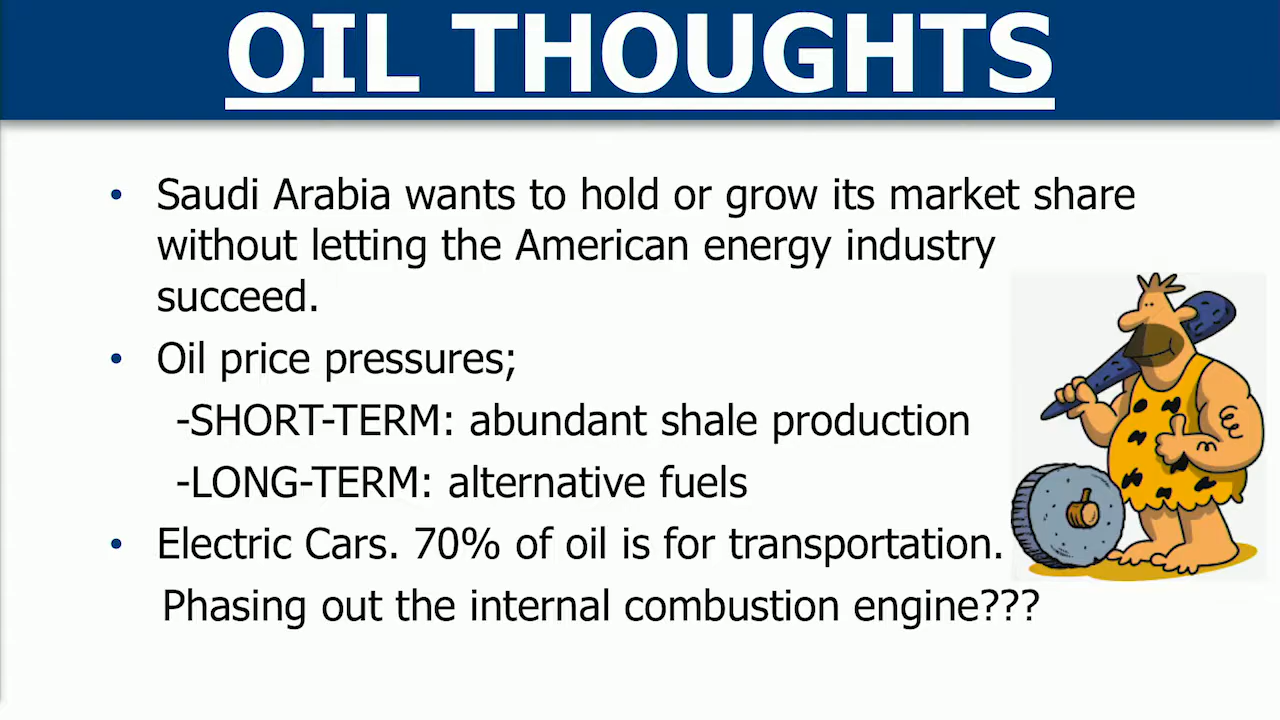 OIL THOUGHTS
• Saudi Arabia wants to hold or grow its market share
without letting the American energy industry
succeed.
• Oil price pressures;
-SHORT-TERM: abundant shale production
-LONG-TERM: alternative fuels
• Electric Cars. 70% of oil is for transportation.
Phasing out the internal combustion engine???